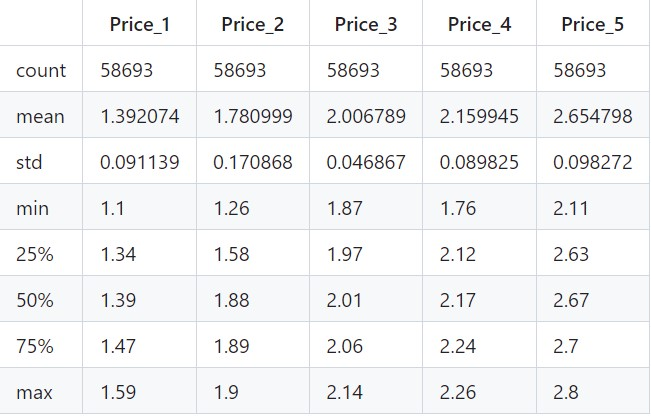 Price_1 Price_2 Price_3 Price_4 Price_5
count 58693 58693 58693 58693 58693
mean 1.392074 1.780999 2.006789 2.159945 2.654798
std 0.091139 0.170868 0.046867 0.089825 0.098272
min 1.1 1.26 1.87 1.76 2.11
25% 1.34 1.58 1.97 2.12 2.63
50% 1.39 1.88 2.01 2.17 2.67
75% 1.47 1.89 2.06 2.24 2.7
max 1.59 1.9 2.14 2.26 2.8